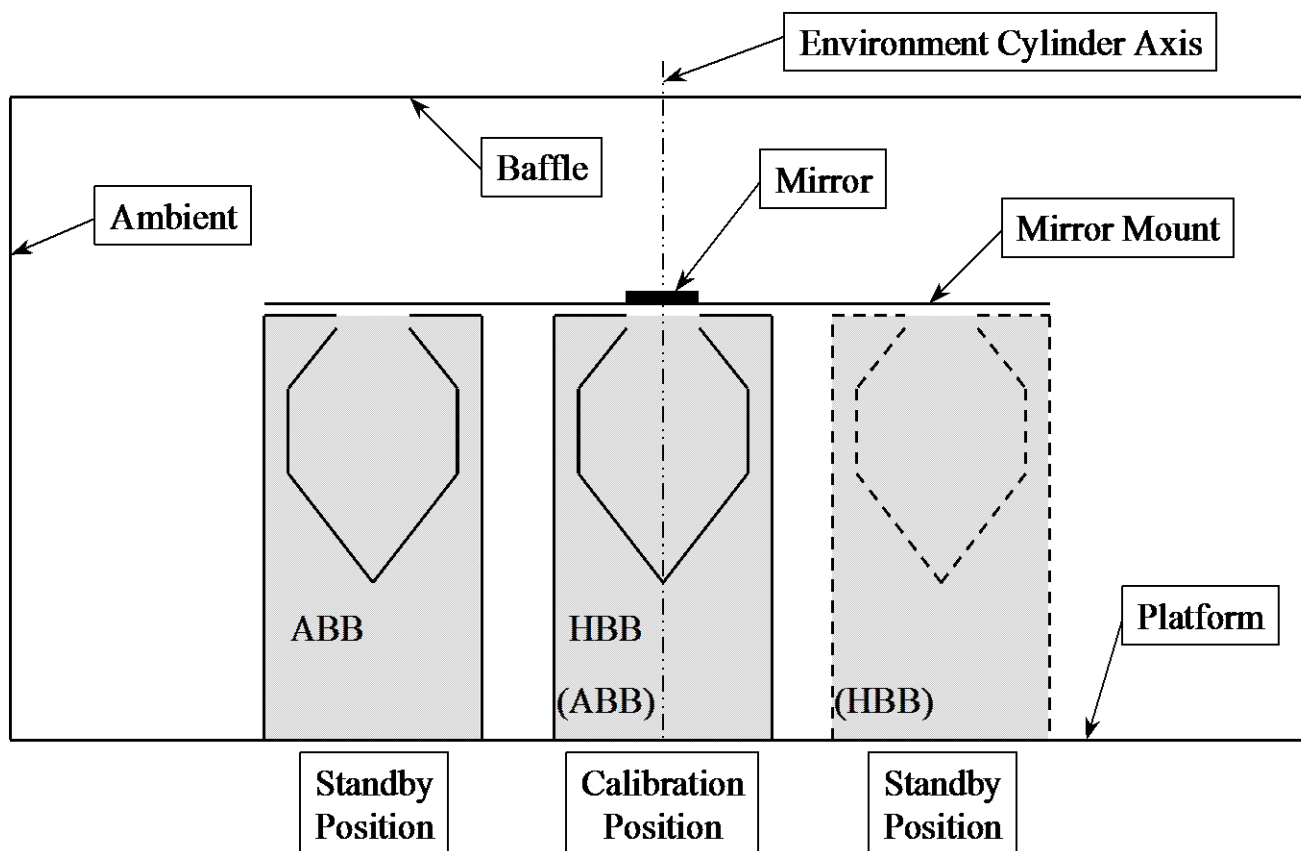 Environment Cylinder Axis
Baffle
Mirror
Ambient
Mirror Mount
ABB
HBB
Platform
(ABB)
(HBB)
Standby
Position
Calibration
Position
Standby
Position